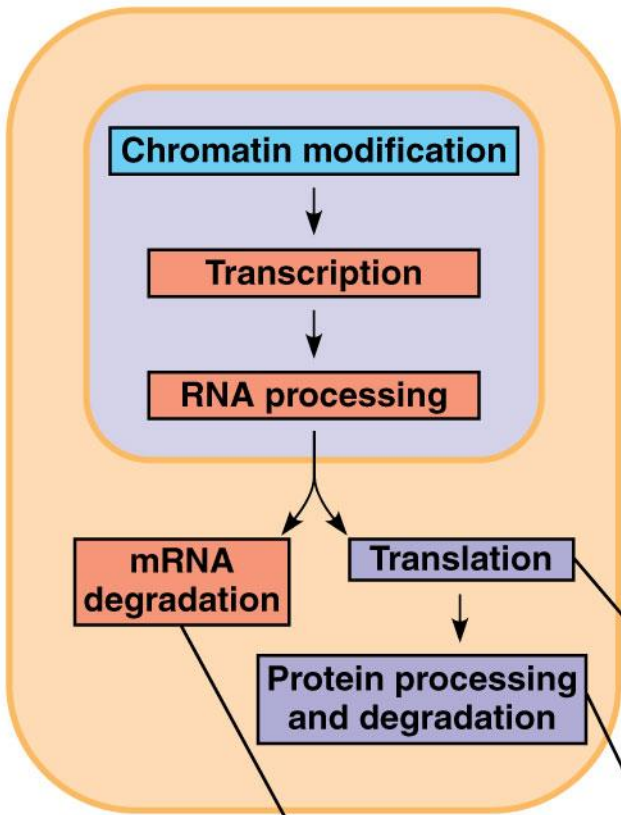 Chromatin modification
Transcription
RNA processing
mRNA
degradation
Translation
Protein processing
and degradation